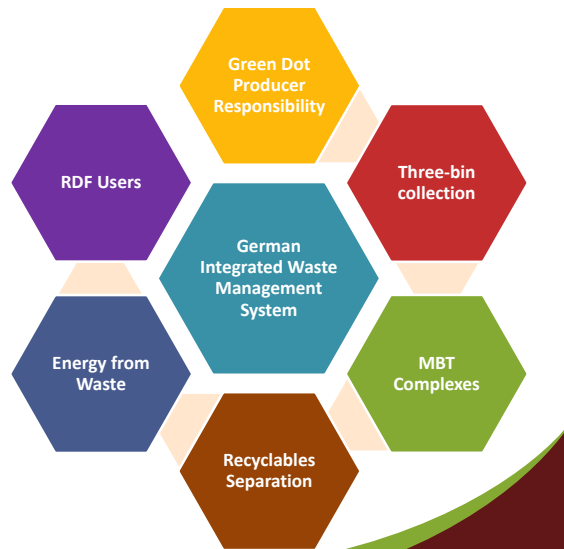 Green Dot
Producer
Responsibility
Three-bin
collection
MBT
Complexes
Recyclables
Separation
Energy from
Waste
RDF Users
German
Integrated Waste
Management
System